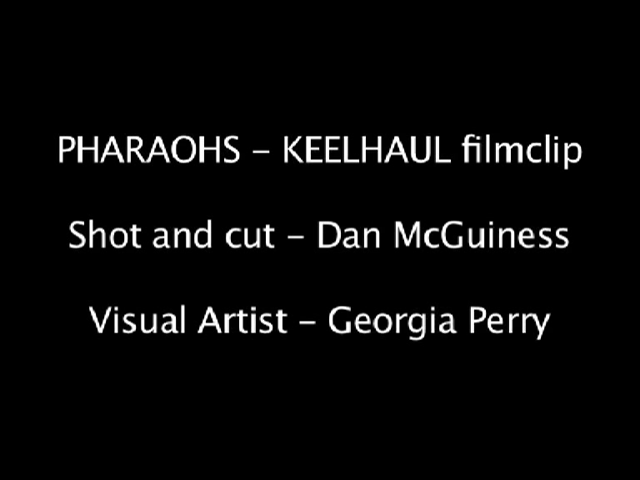 PHARAOHS – KEELHAUL filmclip
Shot and cut – Dan McGuiness
Visual Artist – Georgia Perry